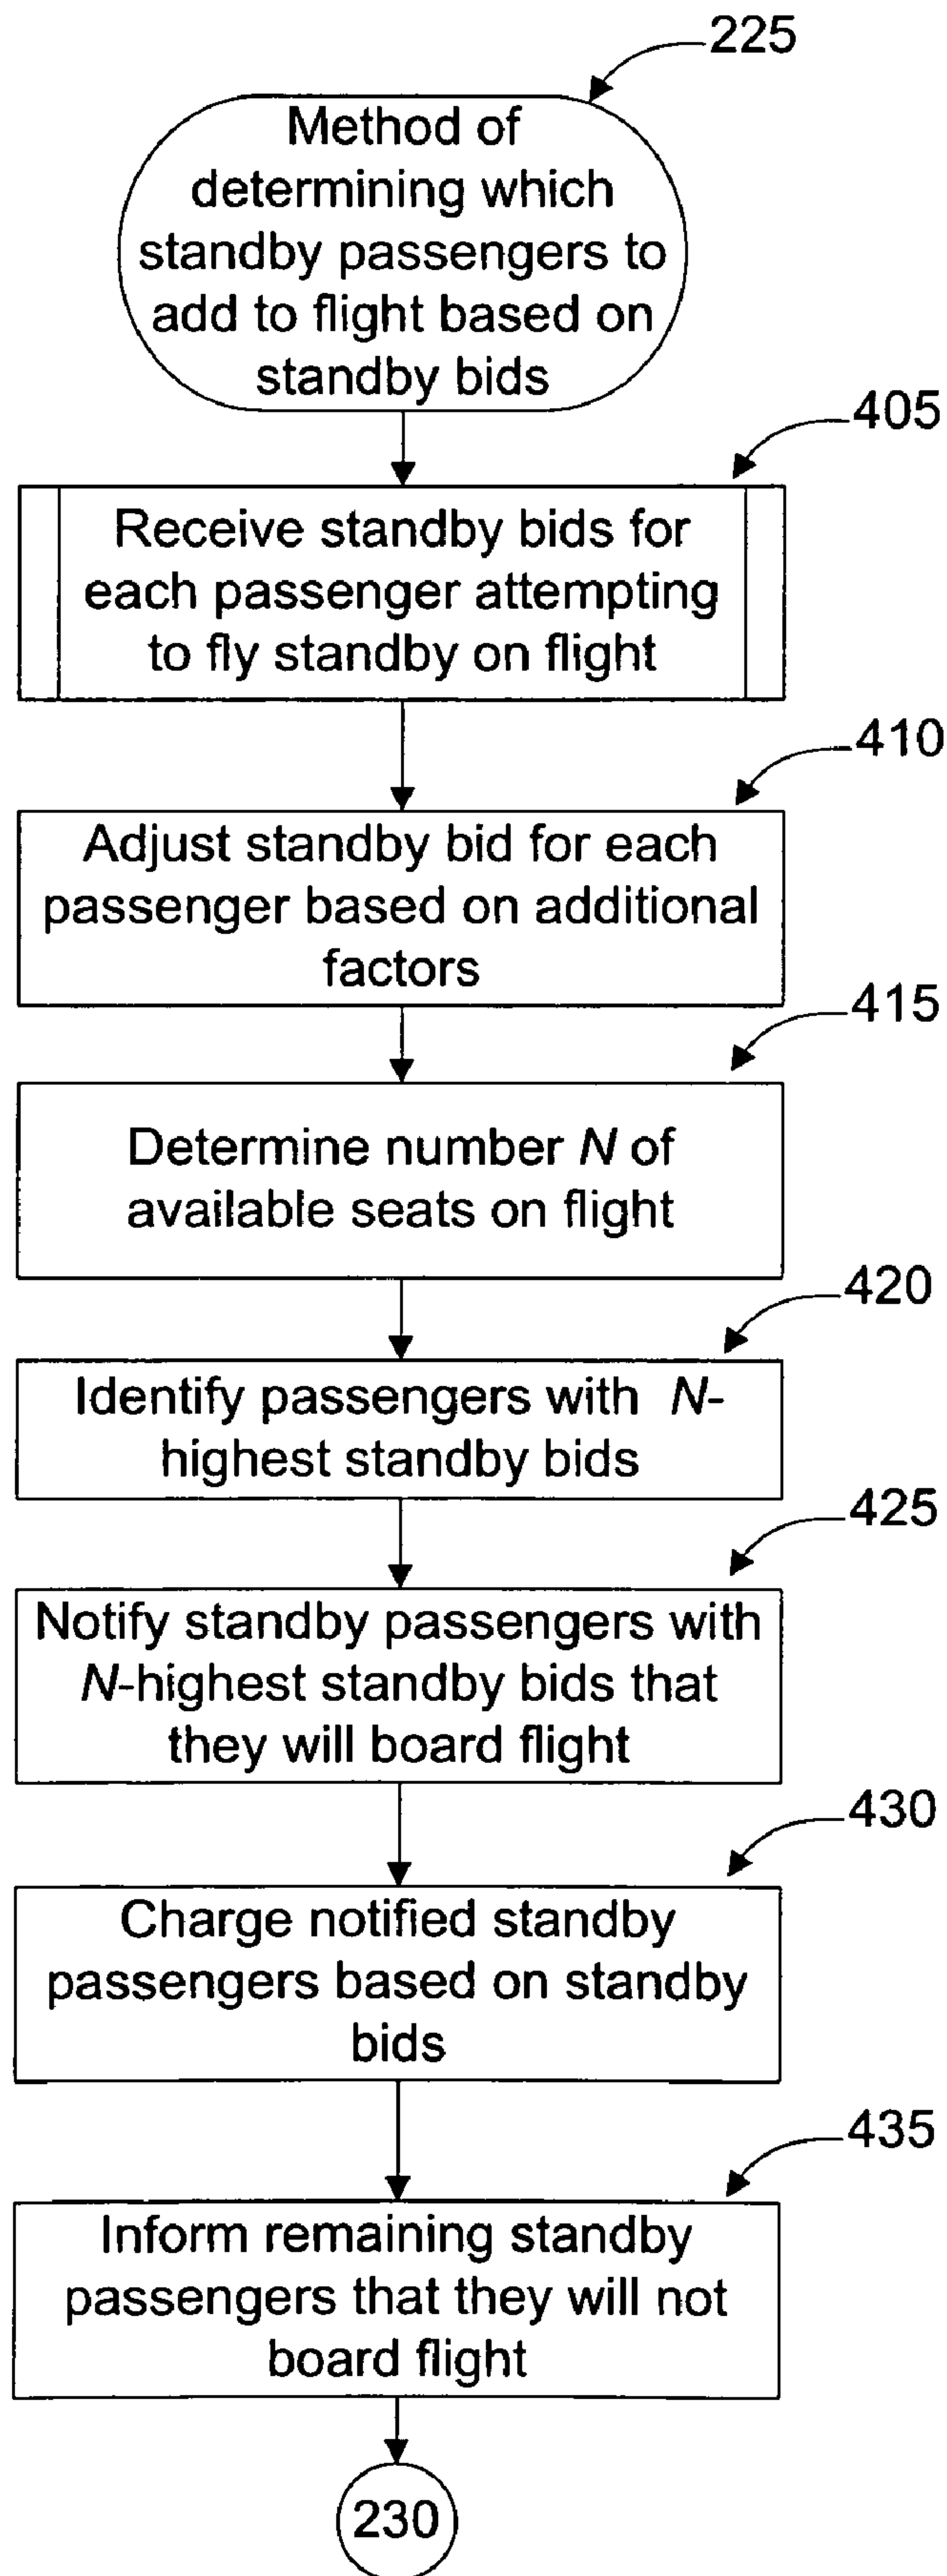 225
Method of
determining which
standby passengers to
add to flight based on
standby bids
405
Receive standby bids for
each passenger attempting
to fly standby on flight
410
Adjust standby bid for each
passenger based on additional
factors
415
Determine number N of
available seats on flight
420
Identify passengers with N-
highest standby bids
425
Notify standby passengers with
N-highest standby bids that
they will board flight
430
Charge notified standby
passengers based on standby
bids
435
Inform remaining standby
passengers that they will not
board flight
230